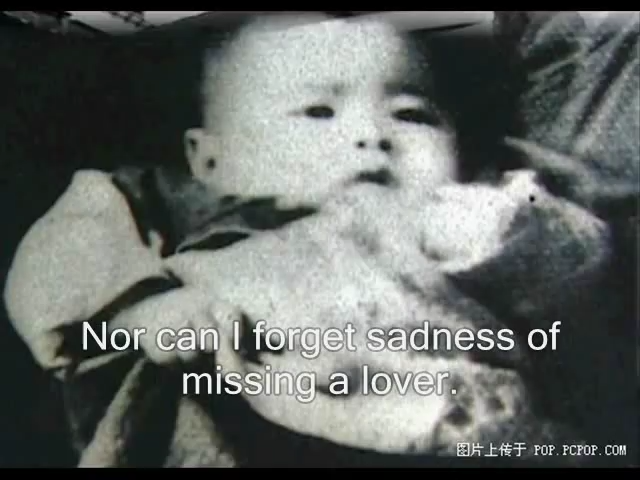 Nor can I forget sadness of
missing a lover.
图片上传于 POP.PCPOP.COM